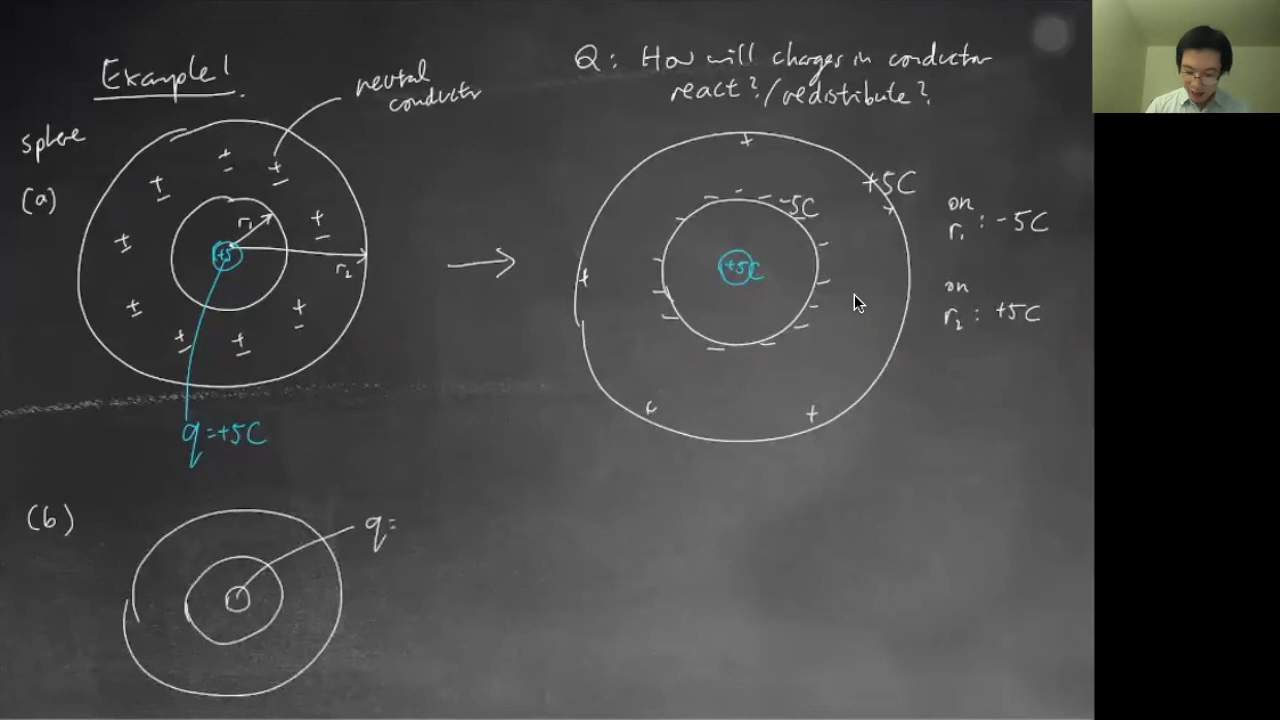 Example!
neutral
conductor
sphere
(a)
r₁
r₂
+5
q=+5C
Q: How will charges in conductor
react?/redistribute?
+5C
-5C
+5C
on
r₁: -5C
on
r₂: +5C
(b)
q=